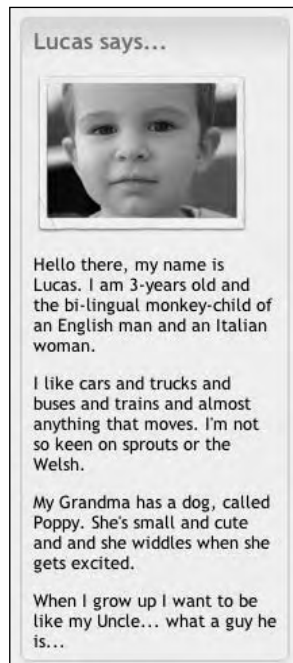 Lucas says...
Hello there, my name is
Lucas. I am 3-years old and
the bi-lingual monkey-child of
an English man and an Italian
woman.
I like cars and trucks and
buses and trains and almost
anything that moves. I'm not
so keen on sprouts or the
Welsh.
My Grandma has a dog, called
Poppy. She's small and cute
and and she widdles when she
gets excited.
When I grow up I want to be
like my Uncle... what a guy he
is...